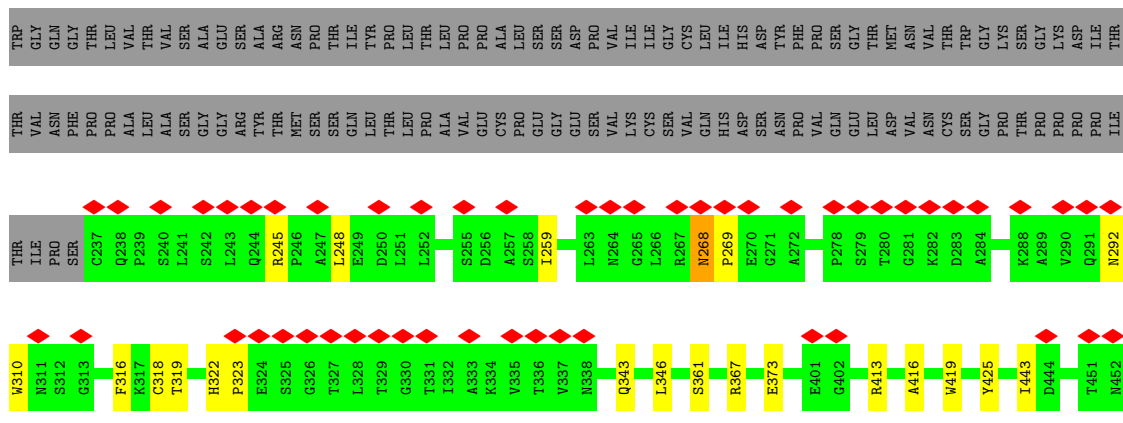 TRP GLY GLN GLY THR LEU VAL THR VAL SER ALA GLU SER ALA ARG ASN PRO THR ILE TYR PRO LEU THR LEU PRO PRO ALA LEU SER SER ASP PRO VAL ILE ILE GLY CYS LEU ILE HIS ASP TYR PHE PRO SER GLY THR MET ASN VAL THR TRP GLY LYS SER GLY LYS ASP ILE THR
THR VAL ASN PHE PRO PRO ALA LEU ALA SER GLY GLY ARG TYR THR MET SER SER GLN LEU THR LEU PRO ALA VAL GLU CYS PRO GLU GLY GLU SER VAL LYS CYS SER VAL GLN HIS ASP SER ASN PRO VAL GLN GLU LEU ASP VAL ASN CYS SER GLY PRO THR PRO PRO PRO PRO ILE
THR ILE PRO SER C237 Q238 P239 S240 L241 S242 L243 Q244 R245 P246 A247 L248 E249 D250 L251 L252 S255 D256 A257 S258 I259 L263 N264 G265 L266 R267 N268 P269 E270 G271 A272 P278 S279 T280 G281 K282 D283 A284 K288 A289 V290 Q291 N292
W310 N311 S312 G313 F316 K317 C318 T319 H322 P323 E324 S325 G326 T327 L328 T329 G330 T331 I332 A333 K334 V335 T336 V337 N338 Q343 L346 S361 R367 E373 E401 G402 R413 A416 W419 Y425 I443 D444 T451 N452